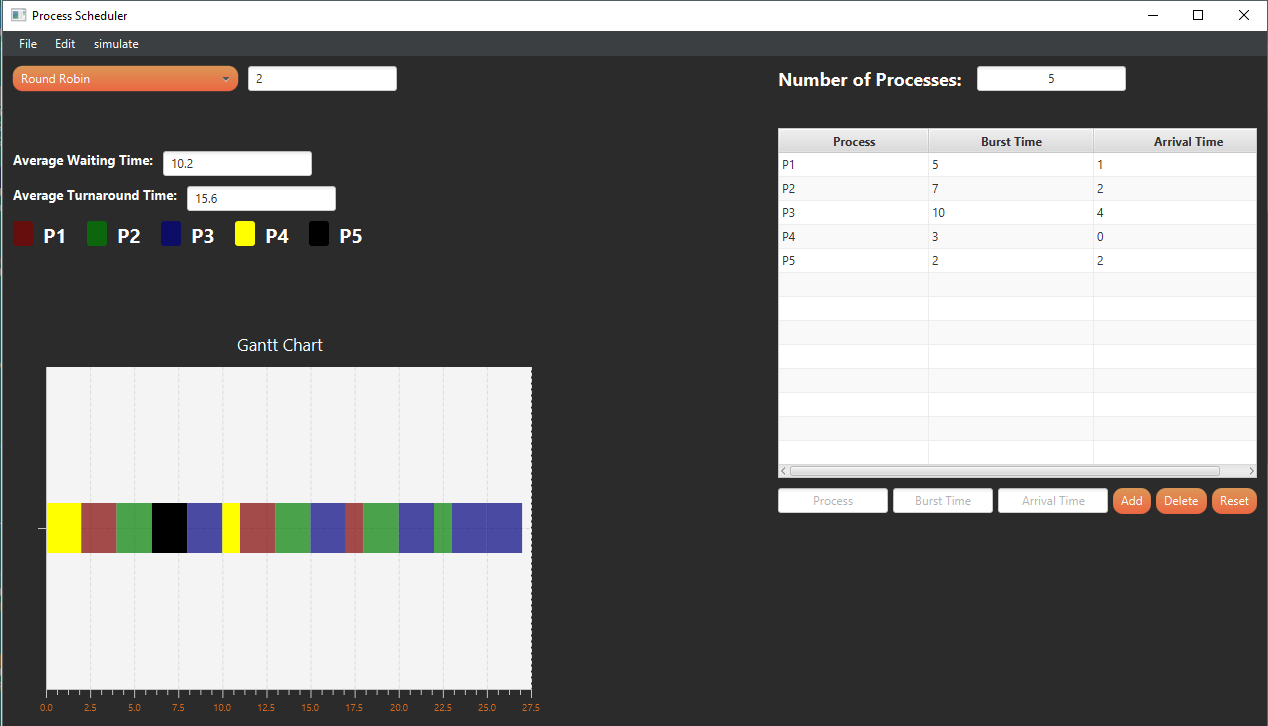 Process Scheduler
File Edit simulate
Round Robin 2
Number of Processes: 5
Average Waiting Time: 10.2
Average Turnaround Time: 15.6
P1 P2 P3 P4 P5
Process Burst Time Arrival Time
P1 5 1
P2 7 2
P3 10 4
P4 3 0
P5 2 2
Process Burst Time Arrival Time Add Delete Reset
Gantt Chart
0.0 2.5 5.0 7.5 10.0 12.5 15.0 17.5 20.0 22.5 25.0 27.5